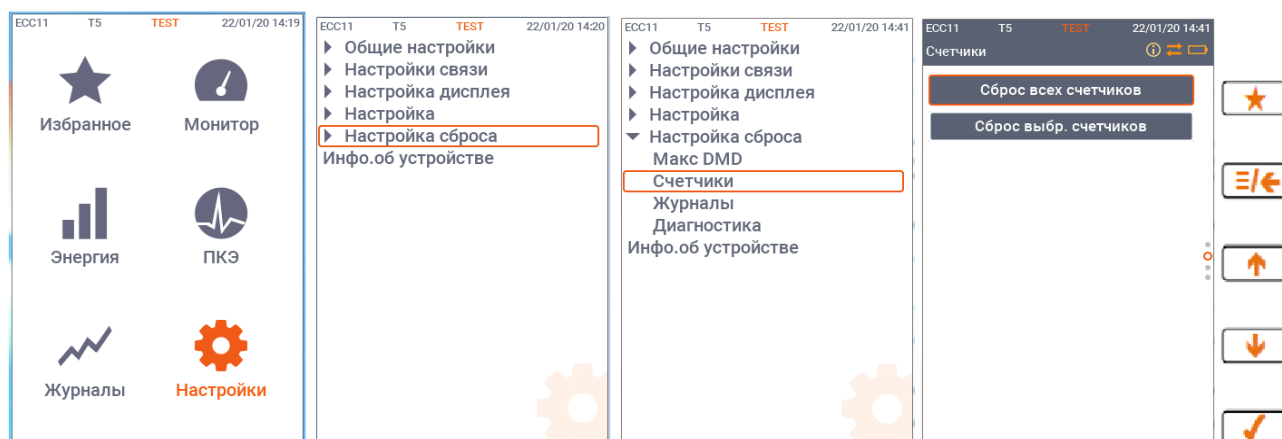 ECC11 T5 TEST 22/01/20 14:19
Избранное Монитор
Энергия ПКЭ
Журналы Настройки
ECC11 T5 TEST 22/01/20 14:20
Общие настройки
Настройки связи
Настройка дисплея
Настройка
Настройка сброса
Инфо.об устройстве
ECC11 T5 TEST 22/01/20 14:41
Общие настройки
Настройки связи
Настройка дисплея
Настройка
Настройка сброса
Макс DMD
Счетчики
Журналы
Диагностика
Инфо.об устройстве
ECC11 T5 TEST 22/01/20 14:41
Счетчики
Сброс всех счетчиков
Сброс выбр. счетчиков